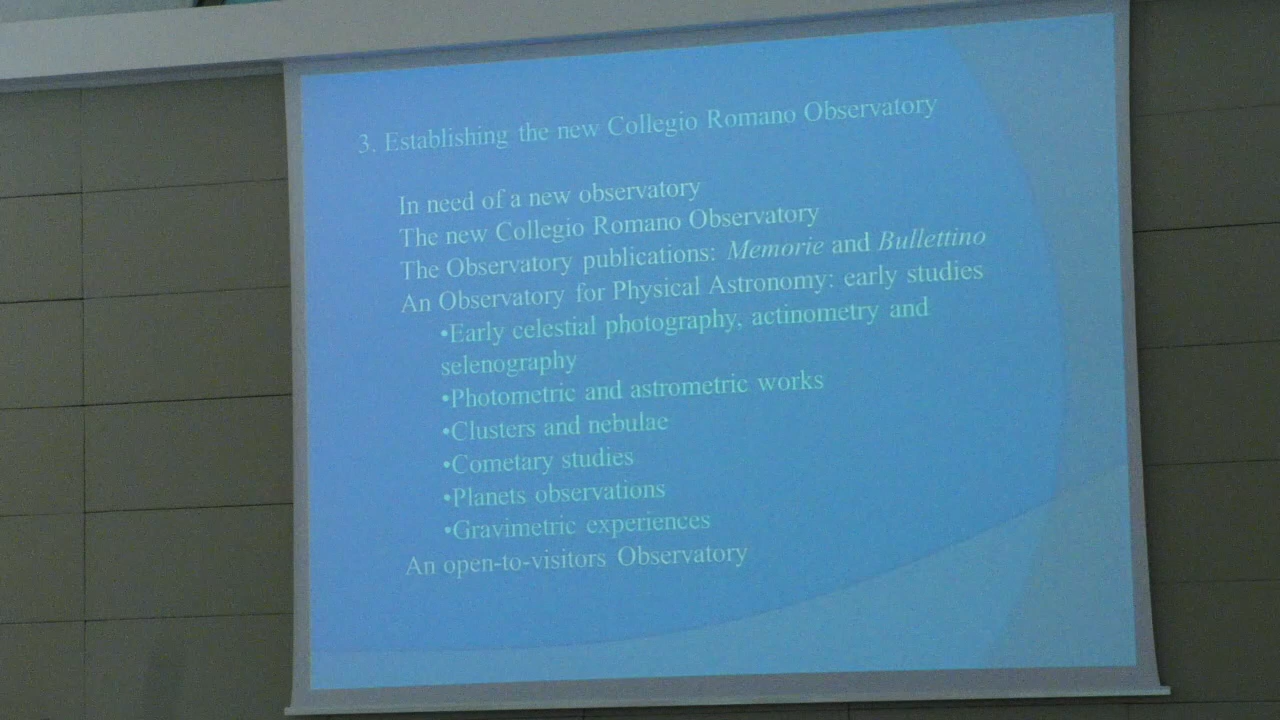 3. Establishing the new Collegio Romano Observatory
In need of a new observatory
The new Collegio Romano Observatory
The Observatory publications: Memorie and Bullettino
An Observatory for Physical Astronomy: early studies
•Early celestial photography, actinometry and
selenography
•Photometric and astrometric works
•Clusters and nebulae
•Cometary studies
•Planets observations
•Gravimetric experiences
An open-to-visitors Observatory